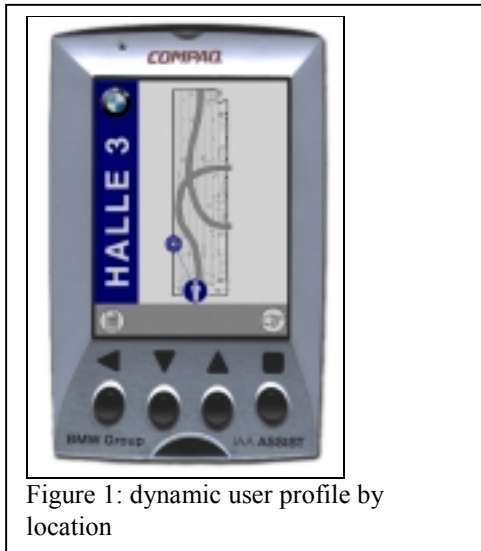 COMPAQ
HALLE 3
BMW Group
IAA ASSIST
Figure 1: dynamic user profile by
location